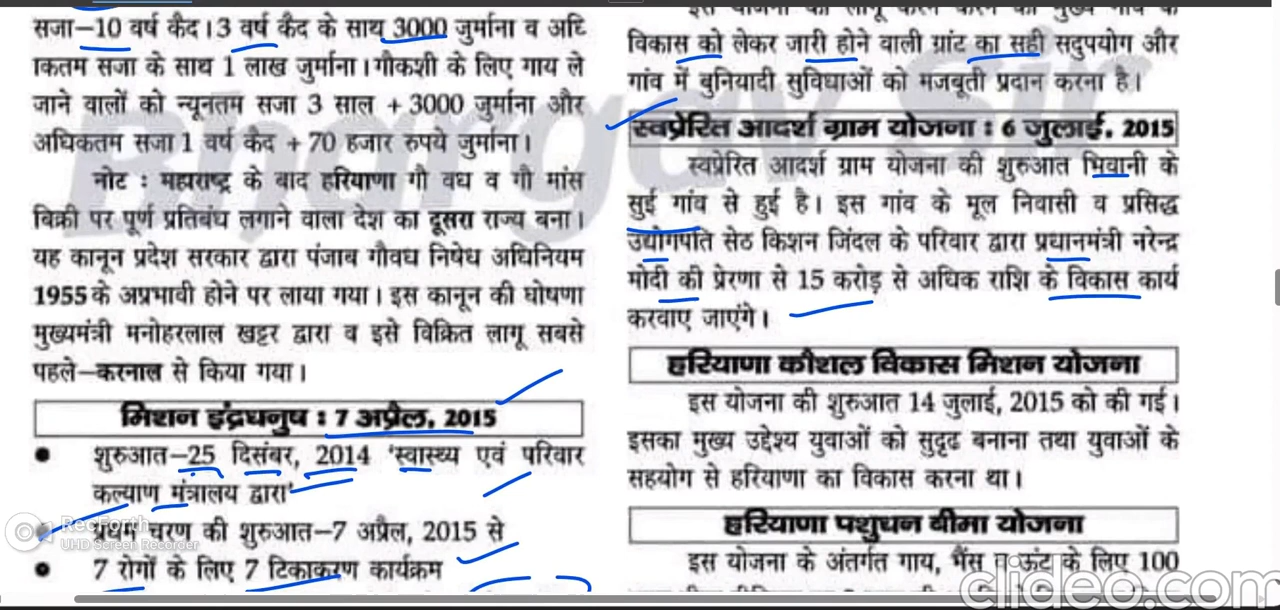 सजा–10 वर्ष कैद। 3 वर्ष कैद के साथ 3000 जुर्माना व अधि
कतम सजा के साथ 1 लाख जुर्माना। गौकशी के लिए गाय ले
जाने वालों को न्यूनतम सजा 3 साल + 3000 जुर्माना और
अधिकतम सजा 1 वर्ष कैद + 70 हजार रुपये जुर्माना।
नोट : महाराष्ट्र के बाद हरियाणा गौ वध व गौ मांस
बिक्री पर पूर्ण प्रतिबंध लगाने वाला देश का दूसरा राज्य बना।
यह कानून प्रदेश सरकार द्वारा पंजाब गौवध निषेध अधिनियम
1955 के अप्रभावी होने पर लाया गया। इस कानून की घोषणा
मुख्यमंत्री मनोहरलाल खट्टर द्वारा व इसे विक्रित लागू सबसे
पहले–करनाल से किया गया।
मिशन इंद्रधनुष : 7 अप्रैल, 2015
● शुरुआत–25 दिसंबर, 2014 ‘स्वास्थ्य एवं परिवार
कल्याण मंत्रालय द्वारा’
● प्रथम चरण की शुरुआत–7 अप्रैल, 2015 से
● 7 रोगों के लिए 7 टिकाकरण कार्यक्रम
इस योजना को लागू करने करने का मुख्य गांव के
विकास को लेकर जारी होने वाली ग्रांट का सही सदुपयोग और
गांव में बुनियादी सुविधाओं को मजबूती प्रदान करना है।
स्वप्रेरित आदर्श ग्राम योजना : 6 जुलाई, 2015
स्वप्रेरित आदर्श ग्राम योजना की शुरुआत भिवानी के
सुई गांव से हुई है। इस गांव के मूल निवासी व प्रसिद्ध
उद्योगपति सेठ किशन जिंदल के परिवार द्वारा प्रधानमंत्री नरेन्द्र
मोदी की प्रेरणा से 15 करोड़ से अधिक राशि के विकास कार्य
करवाए जाएंगे।
हरियाणा कौशल विकास मिशन योजना
इस योजना की शुरुआत 14 जुलाई, 2015 को की गई।
इसका मुख्य उद्देश्य युवाओं को सुदृढ बनाना तथा युवाओं के
सहयोग से हरियाणा का विकास करना था।
हरियाणा पशुधन बीमा योजना
इस योजना के अंतर्गत गाय, भैंस व ऊंट के लिए 100
Bhargav Sir
RecForth
UHD Screen Recorder
clideo.com